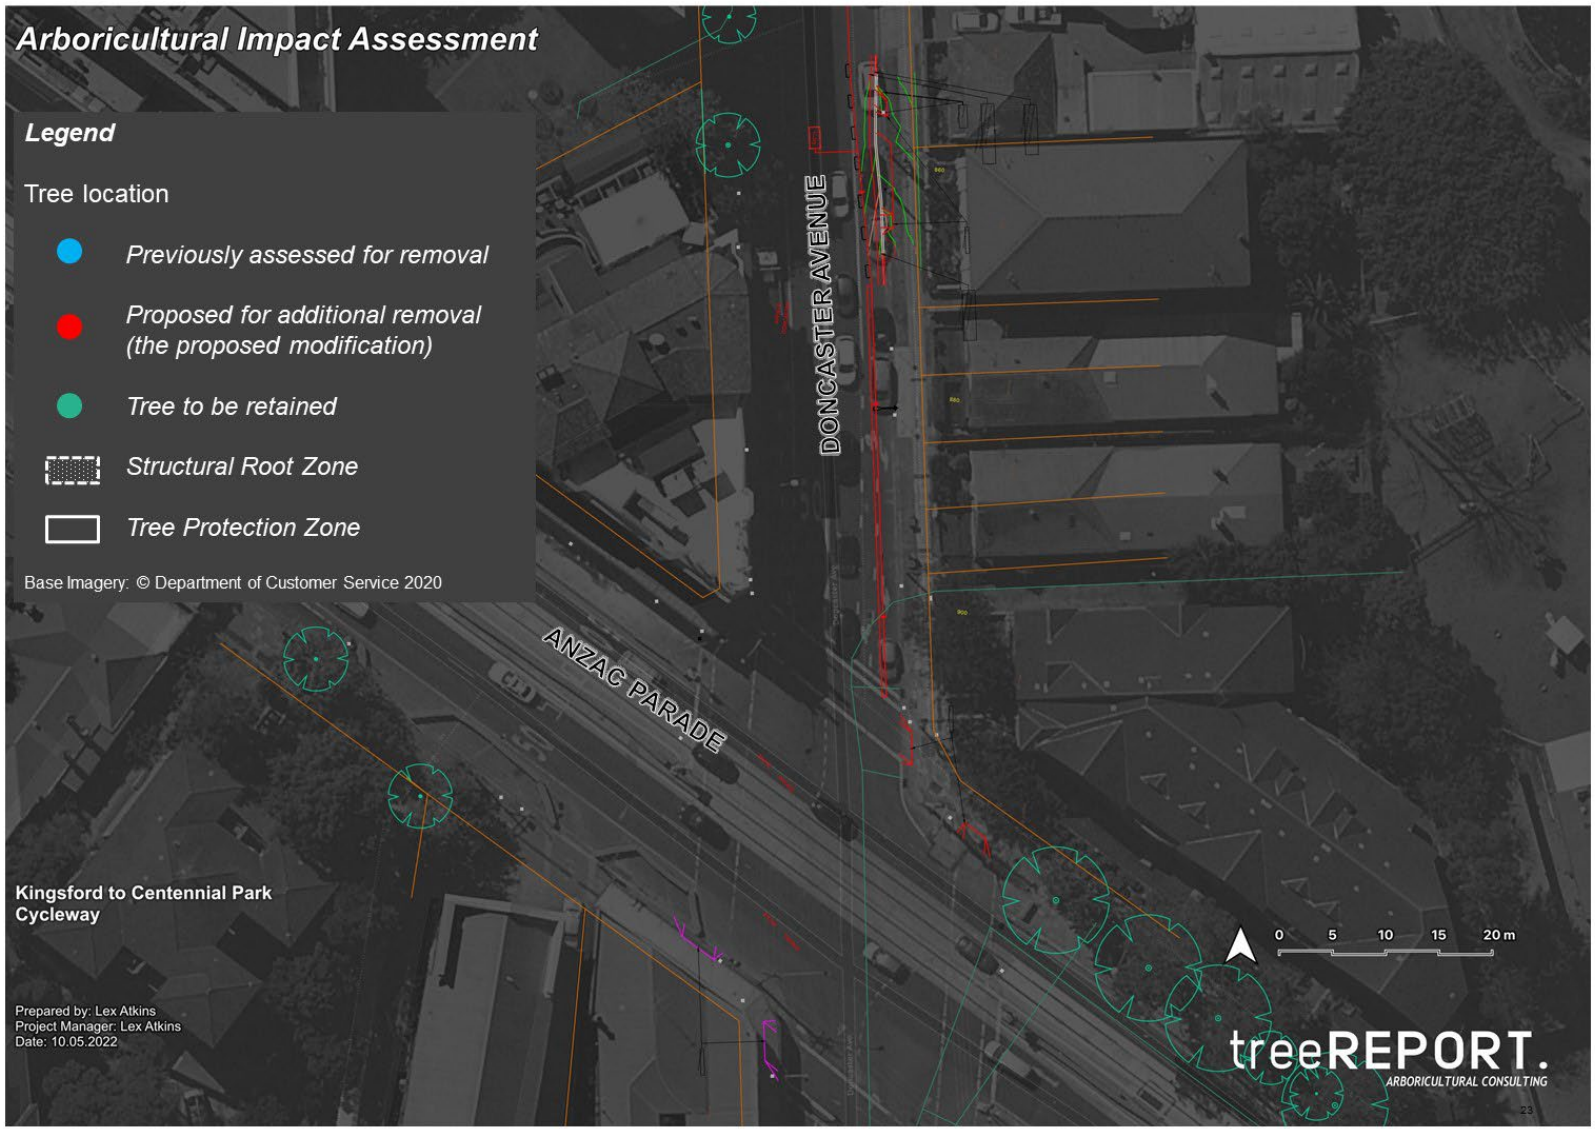 Arboricultural Impact Assessment
Legend
Tree location
Previously assessed for removal
Proposed for additional removal
(the proposed modification)
Tree to be retained
Structural Root Zone
Tree Protection Zone
Base Imagery: © Department of Customer Service 2020
DONCASTER AVENUE
ANZAC PARADE
Kingsford to Centennial Park
Cycleway
Prepared by: Lex Atkins
Project Manager: Lex Atkins
Date: 10.05.2022
0 5 10 15 20 m
treeREPORT.
ARBORICULTURAL CONSULTING
23